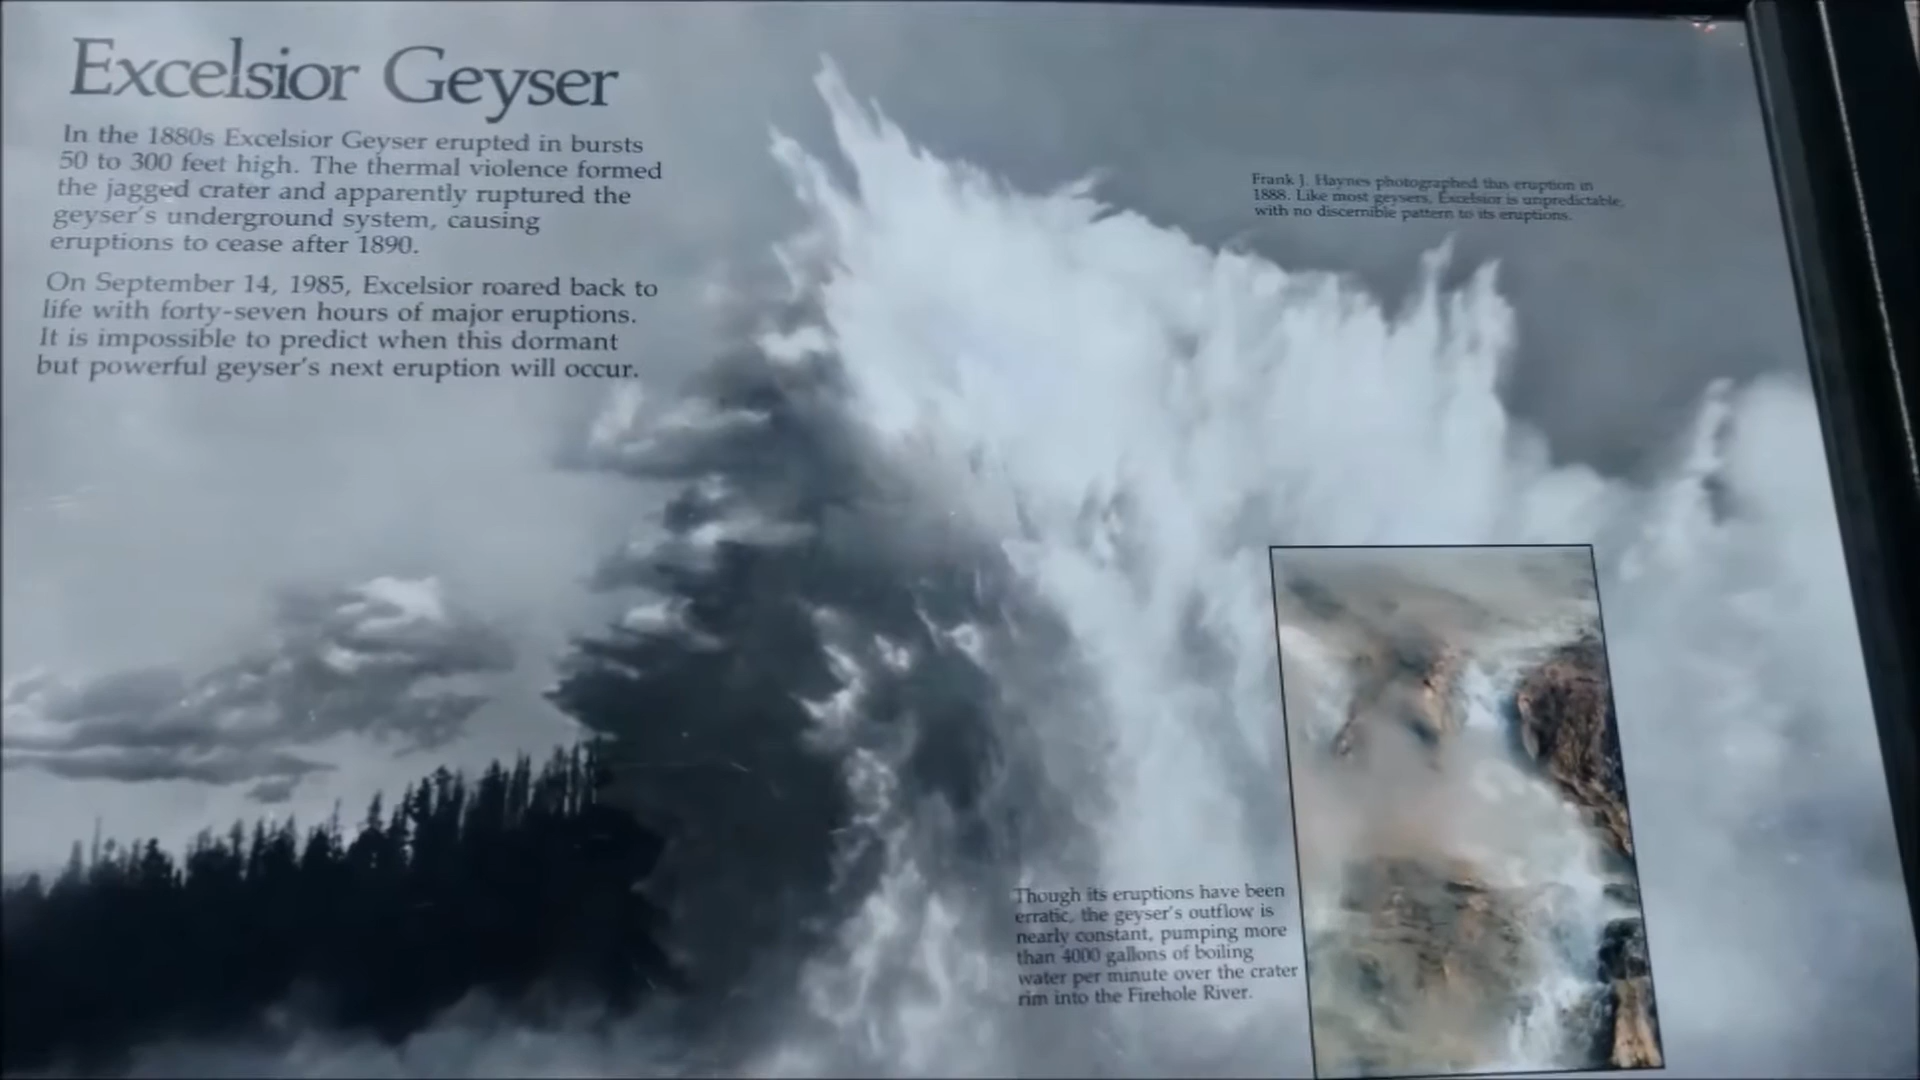 Excelsior Geyser
In the 1880s Excelsior Geyser erupted in bursts
50 to 300 feet high. The thermal violence formed
the jagged crater and apparently ruptured the
geyser's underground system, causing
eruptions to cease after 1890.
On September 14, 1985, Excelsior roared back to
life with forty-seven hours of major eruptions.
It is impossible to predict when this dormant
but powerful geyser's next eruption will occur.
Frank J. Haynes photographed this eruption in
1888. Like most geysers, Excelsior is unpredictable,
with no discernible pattern to its eruptions.
Though its eruptions have been
erratic, the geyser's outflow is
nearly constant, pumping more
than 4000 gallons of boiling
water per minute over the crater
rim into the Firehole River.